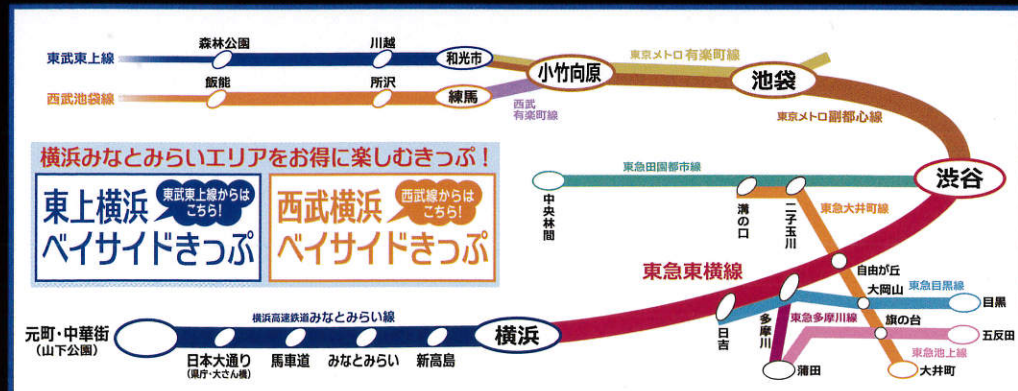 東武東上線
森林公園
川越
和光市
小竹向原
東京メトロ有楽町線
池袋
西武池袋線
飯能
所沢
練馬
西武
有楽町線
東京メトロ副都心線
渋谷
横浜みなとみらいエリアをお得に楽しむきっぷ！
東上横浜
東武東上線からは
こちら！
ベイサイドきっぷ
西武横浜
西武線からは
こちら！
ベイサイドきっぷ
東急田園都市線
中央林間
溝の口
二子玉川
東急大井町線
東急東横線
自由が丘
大岡山
東急目黒線
目黒
日吉
多摩川
東急多摩川線
旗の台
五反田
東急池上線
蒲田
大井町
元町・中華街
(山下公園)
横浜高速鉄道みなとみらい線
日本大通り
(県庁・大さん橋)
馬車道
みなとみらい
新高島
横浜